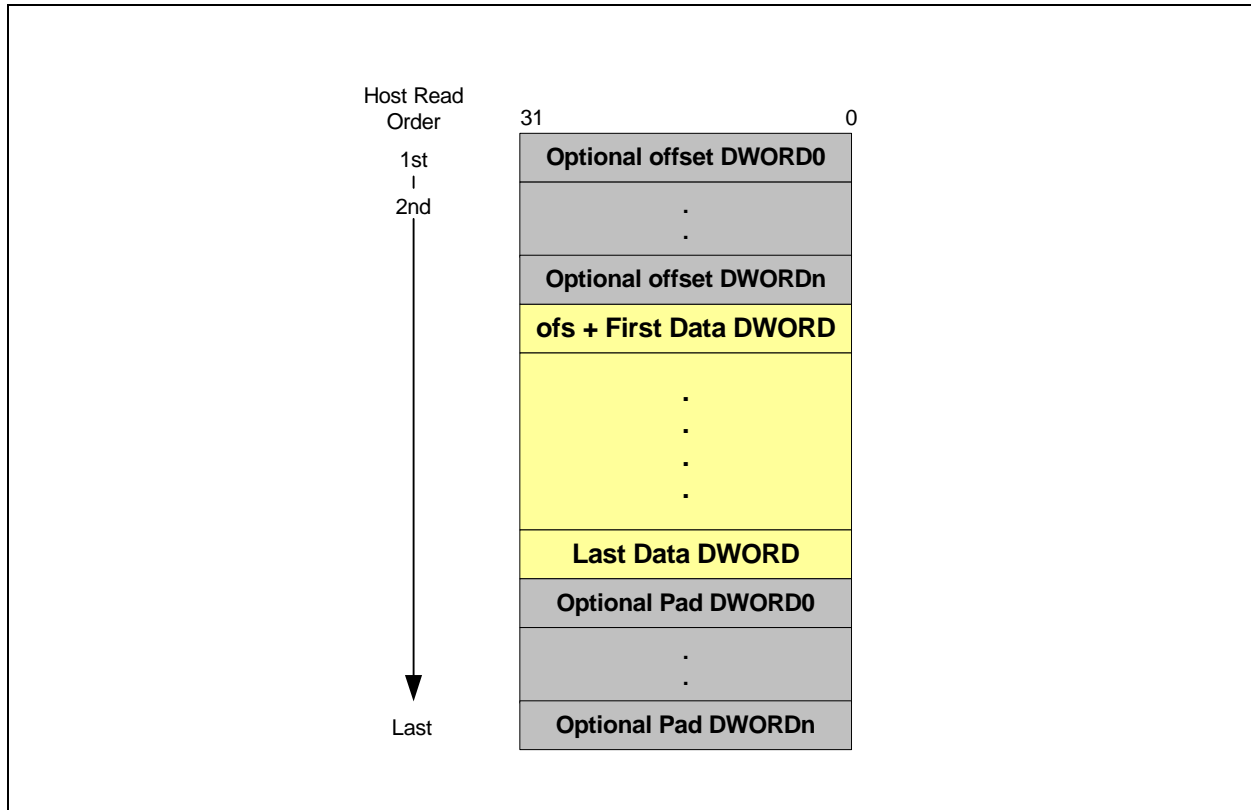 Host Read
Order
31 0
1st
Optional offset DWORD0
2nd
.
.
Optional offset DWORDn
ofs + First Data DWORD
.
.
.
.
Last Data DWORD
Optional Pad DWORD0
.
.
Last
Optional Pad DWORDn